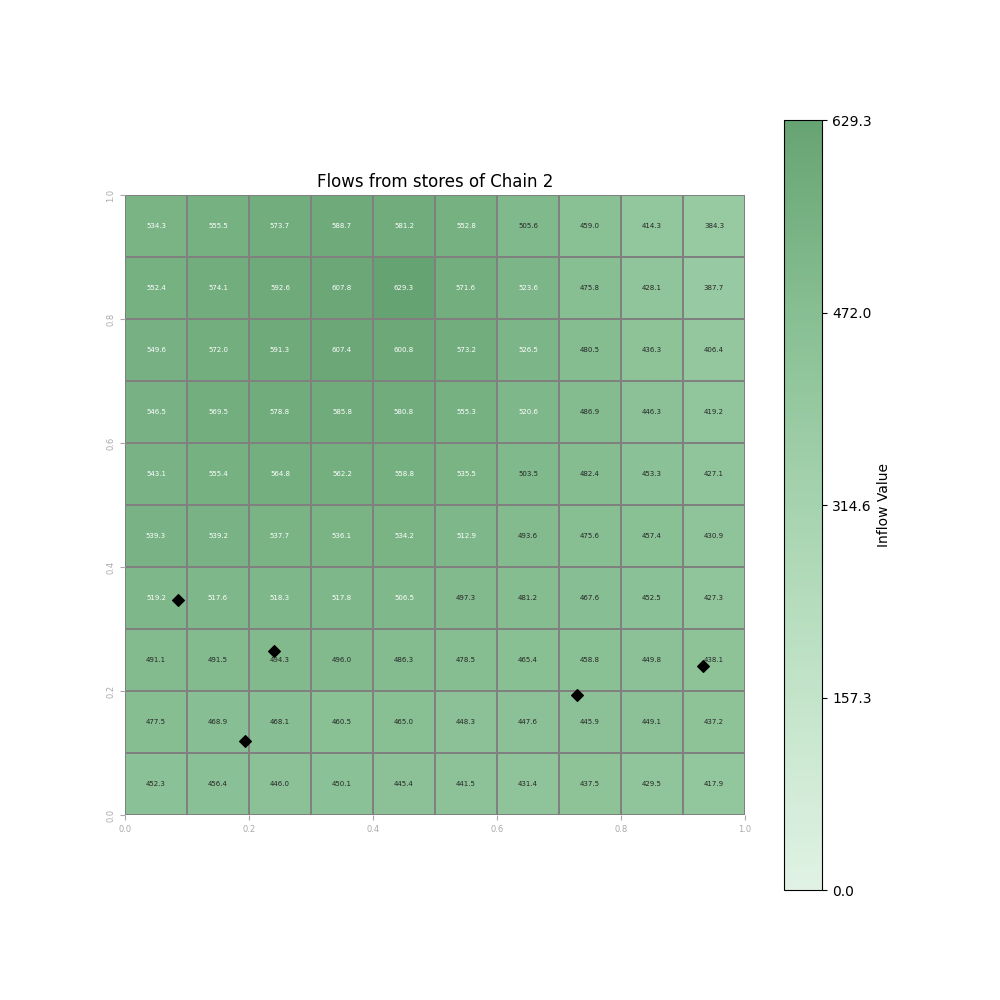 Flows from stores of Chain 2
629.3
472.0
314.6
157.3
0.0
Inflow Value
1.0
0.8
0.6
0.4
0.2
0.0
534.3 555.5 573.7 588.7 581.2 552.8 505.6 459.0 414.3 384.3
552.4 574.1 592.6 607.8 629.3 571.6 523.6 475.8 428.1 387.7
549.6 572.0 591.3 607.4 600.8 573.2 526.5 480.5 436.3 406.4
546.5 569.5 578.8 585.8 580.8 555.3 520.6 486.9 446.3 419.2
543.1 555.4 564.8 562.2 558.8 535.5 503.5 482.4 453.3 427.1
539.3 539.2 537.7 536.1 534.2 512.9 493.6 475.6 457.4 430.9
519.2 517.6 518.3 517.8 506.5 497.3 481.2 467.6 452.5 427.3
491.1 491.5 494.3 496.0 486.3 478.5 465.4 458.8 449.8 438.1
477.5 468.9 468.1 460.5 465.0 448.3 447.6 445.9 449.1 437.2
452.3 456.4 446.0 450.1 445.4 441.5 431.4 437.5 429.5 417.9
0.0 0.2 0.4 0.6 0.8 1.0